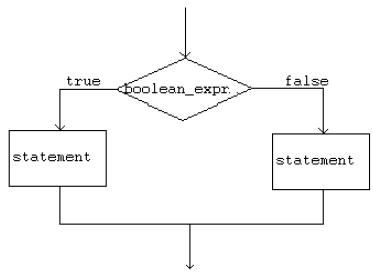 true
false
boolean_expr
statement
statement